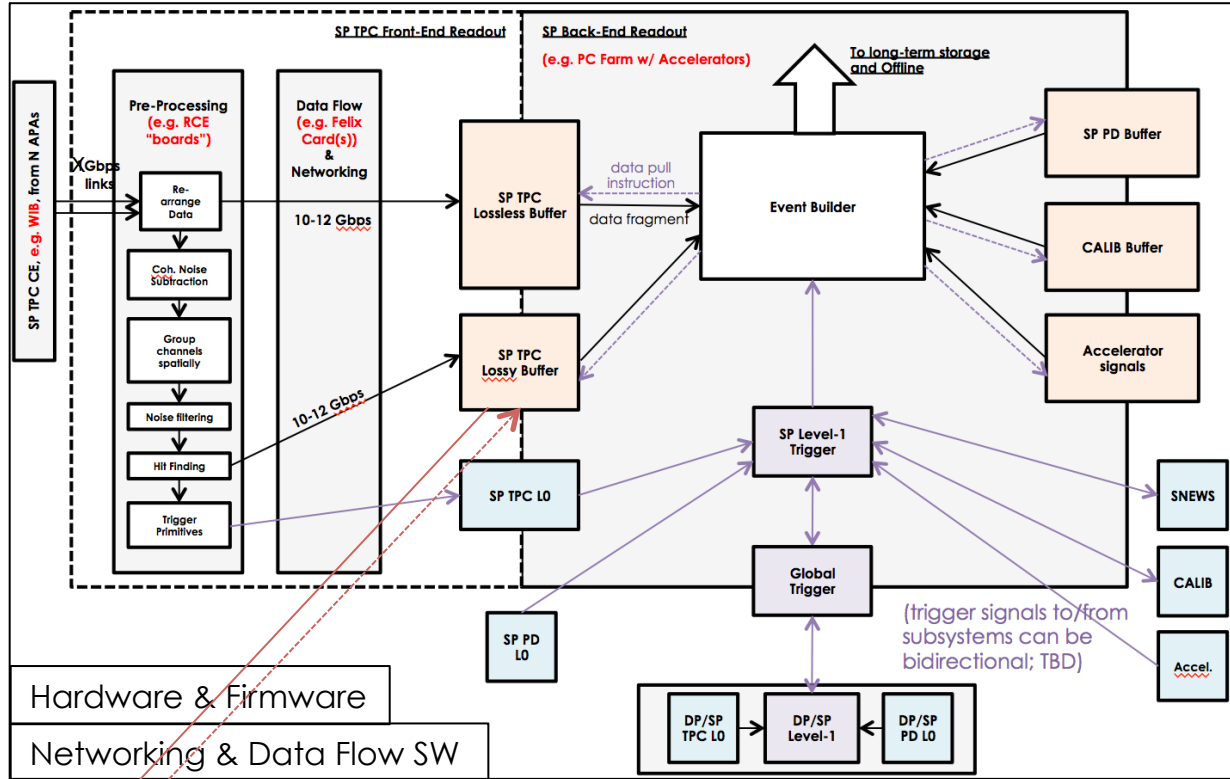 SP TPC Front-End Readout
SP Back-End Readout
(e.g. PC Farm w/ Accelerators)
To long-term storage
and Offline
SP TPC CE, e.g. WIB, from N APAs
XGbps
links
Pre-Processing
(e.g. RCE
"boards")
Re-
arrange
Data
Coh. Noise
Subtraction
Group
channels
spatially
Noise filtering
Hit Finding
Trigger
Primitives
Data Flow
(e.g. Felix
Card(s))
&
Networking
10-12 Gbps
10-12 Gbps
SP TPC
Lossless Buffer
SP TPC
Lossy Buffer
SP TPC L0
data pull
instruction
data fragment
Event Builder
SP PD Buffer
CALIB Buffer
Accelerator
signals
SP Level-1
Trigger
Global
Trigger
SNEWS
CALIB
Accel.
SP PD
L0
(trigger signals to/from
subsystems can be
bidirectional; TBD)
DP/SP
TPC L0
DP/SP
Level-1
DP/SP
PD L0
Hardware & Firmware
Networking & Data Flow SW